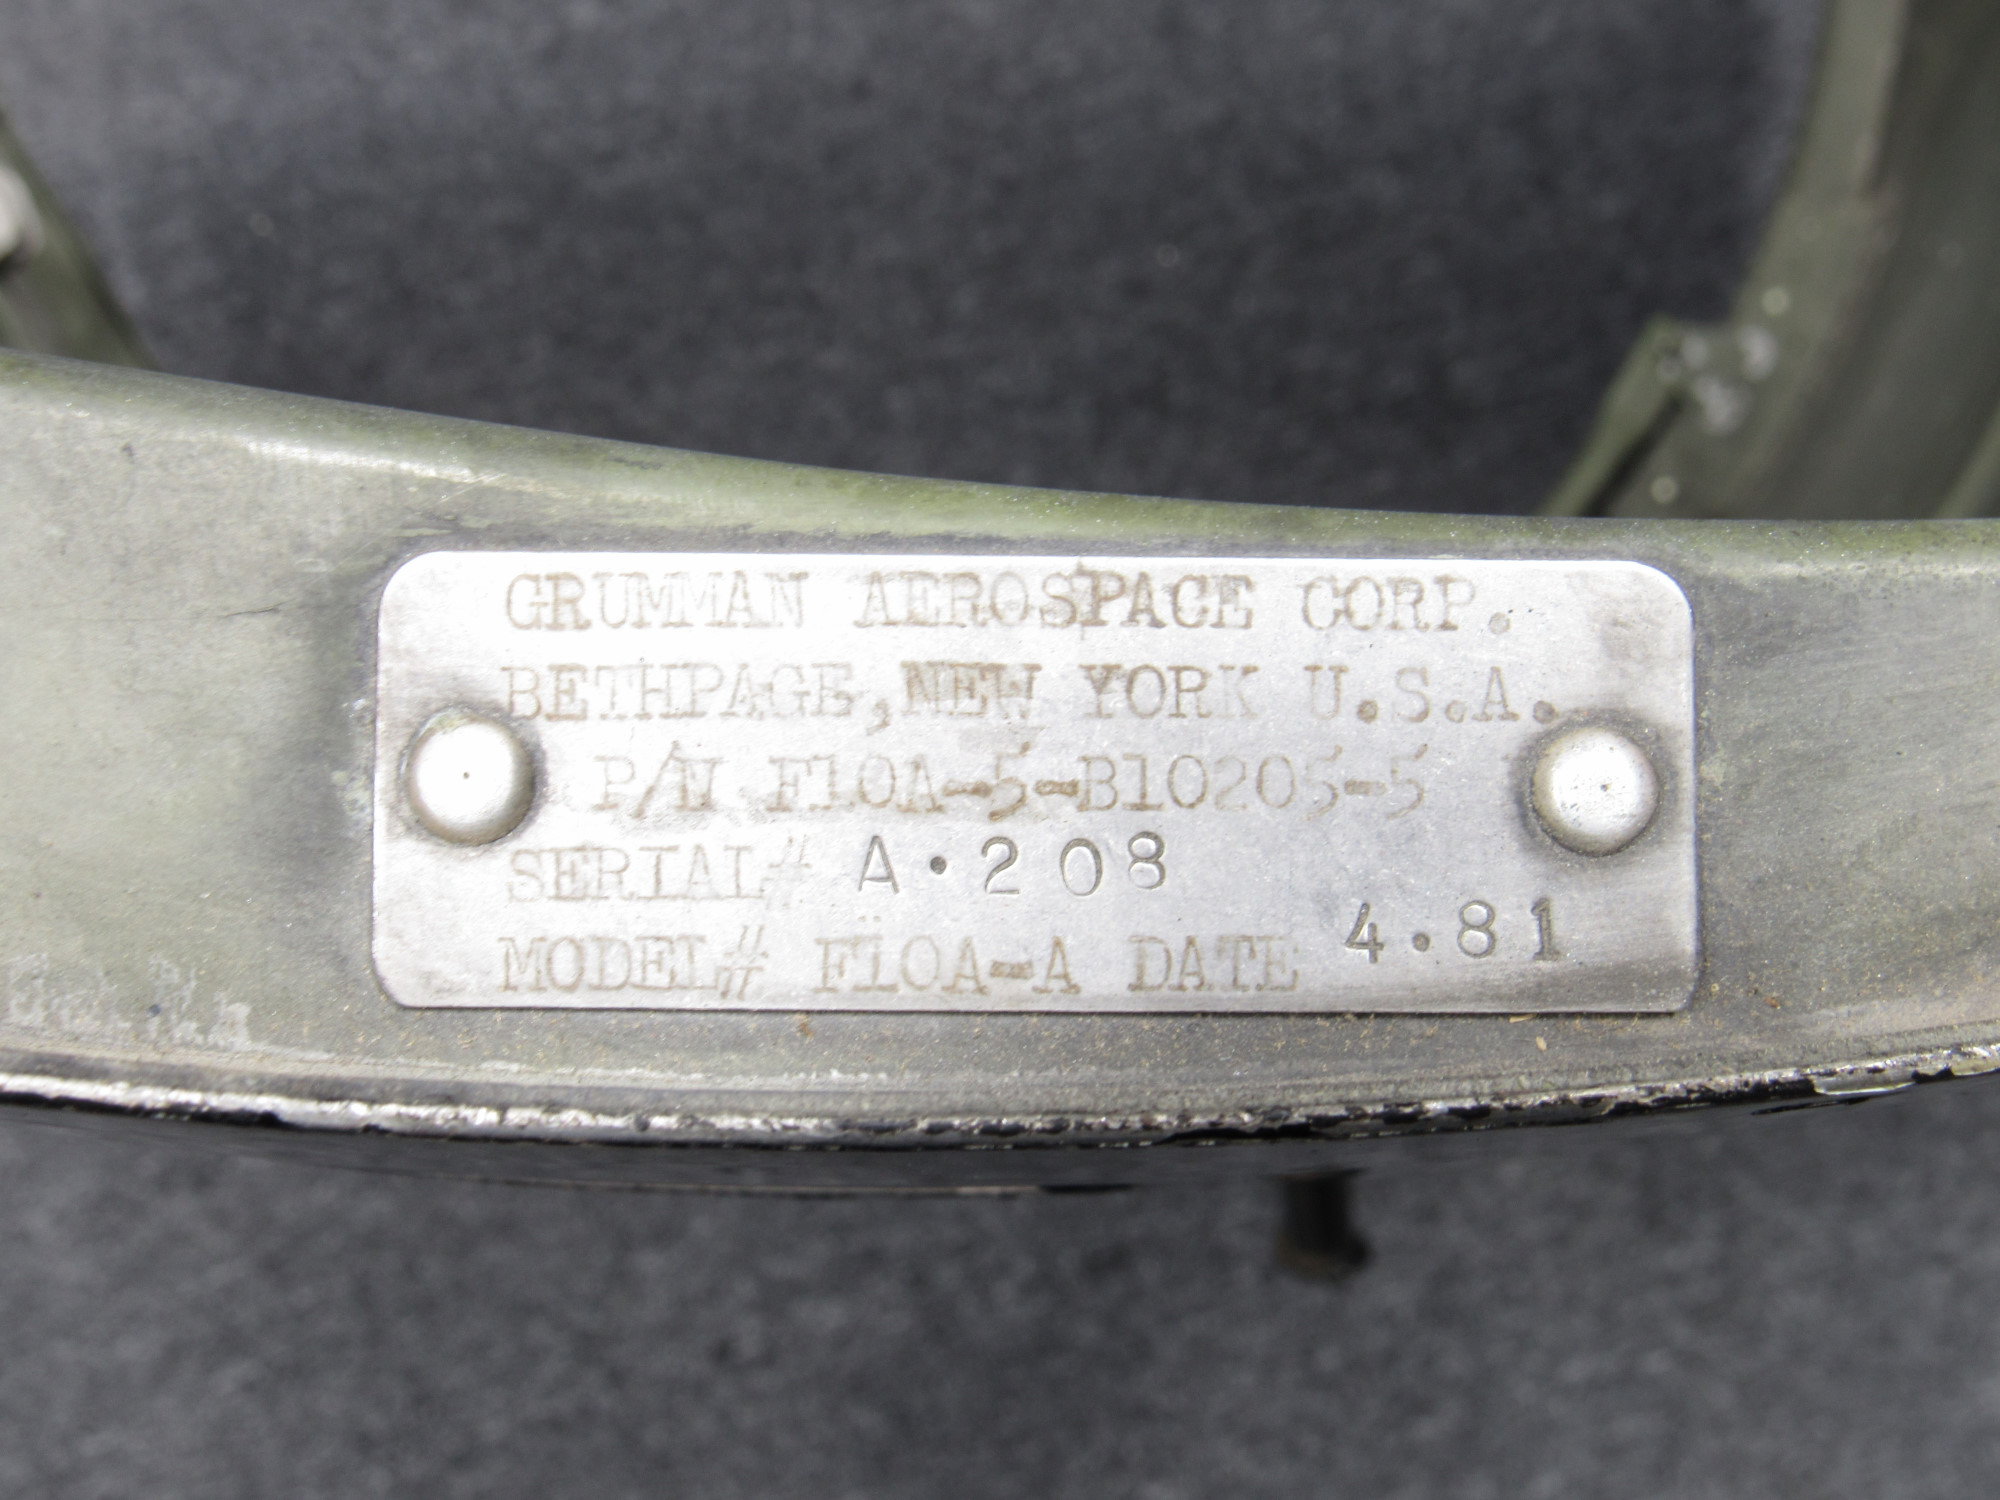 GRUMMAN AEROSPACE CORP.
BETHPAGE, NEW YORK U.S.A.
P/N F10A-5-B10205-5
SERIAL# A.208
MODEL# F10A-A DATE 4.81